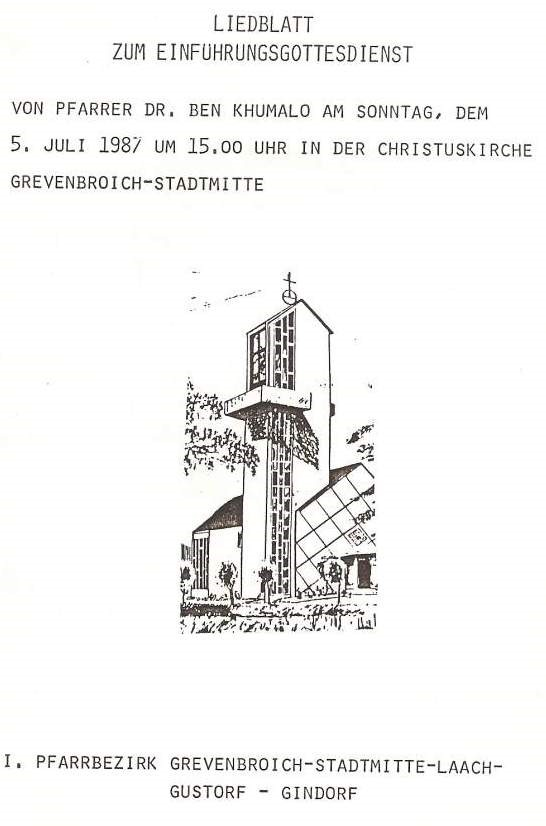 LIEDBLATT
ZUM EINFÜHRUNGSGOTTESDIENST
VON PFARRER DR. BEN KHUMALO AM SONNTAG, DEM
5. JULI 1987 UM 15.00 UHR IN DER CHRISTUSKIRCHE
GREVENBROICH-STADTMITTE
I. PFARRBEZIRK GREVENBROICH-STADTMITTE-LAACH-
GUSTORF - GINDORF